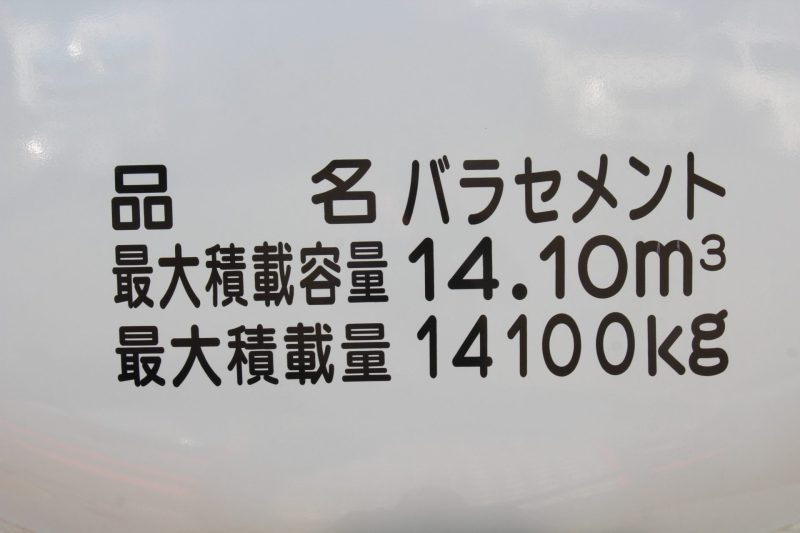 品　名 バラセメント
最大積載容量 14.10m³
最大積載量 14100kg